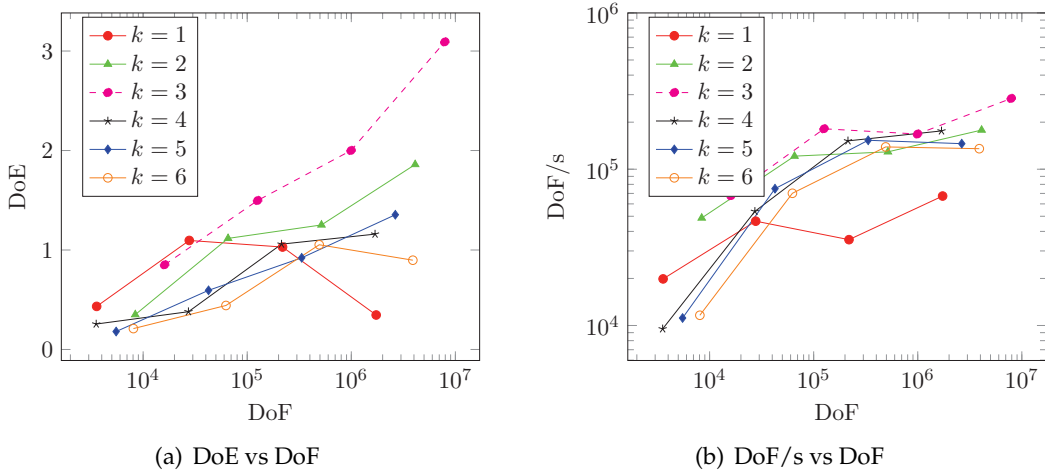 k = 1
k = 2
k = 3
k = 4
k = 5
k = 6
3
2
1
0
DoE
10^4
10^5
10^6
10^7
DoF
(a) DoE vs DoF
k = 1
k = 2
k = 3
k = 4
k = 5
k = 6
10^6
10^5
10^4
DoF/s
10^4
10^5
10^6
10^7
DoF
(b) DoF/s vs DoF